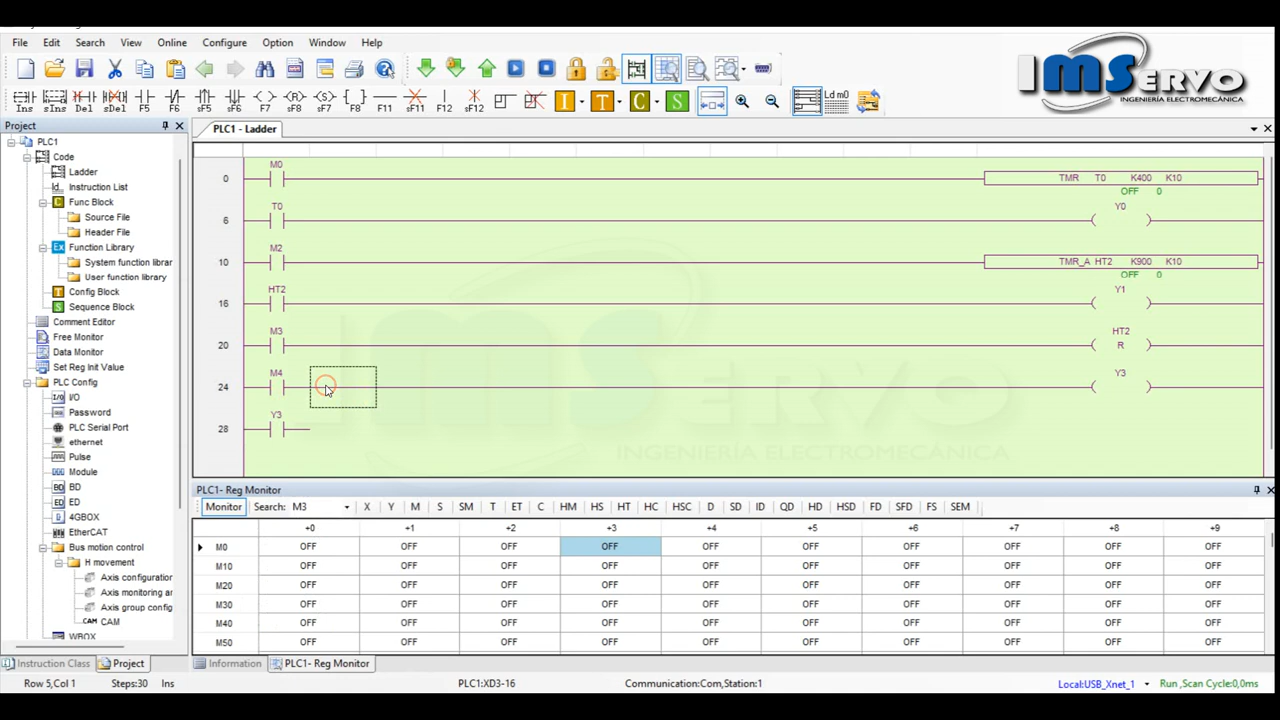 File Edit Search View Online Configure Option Window Help
IMSERVO
INGENIERÍA ELECTROMECÁNICA
Ins sIns Del sDel F5 F6 sF5 sF6 F7 sF8 sF7 F8 F11 sF11 F12 sF12 I T C S Ld m0
Project
PLC1 - Ladder
PLC1
Code
Ladder
Instruction List
Func Block
Source File
Header File
Function Library
System function librar
User function library
Config Block
Sequence Block
Comment Editor
Free Monitor
Data Monitor
Set Reg Init Value
PLC Config
I/O
Password
PLC Serial Port
ethernet
Pulse
Module
BD
ED
4GBOX
EtherCAT
Bus motion control
H movement
Axis configuration
Axis monitoring ar
Axis group config
CAM
WBOX
Instruction Class Project
M0
0 TMR T0 K400 K10
OFF 0
T0 Y0
6
M2
10 TMR_A HT2 K900 K10
OFF 0
HT2 Y1
16
M3 HT2
20 R
M4 Y3
24
Y3
28
IMSERVO
INGENIERÍA ELECTROMECÁNICA
PLC1- Reg Monitor
Monitor Search: M3 X Y M S SM T ET C HM HS HT HC HSC D SD ID QD HD HSD FD SFD FS SEM
+0 +1 +2 +3 +4 +5 +6 +7 +8 +9
M0 OFF OFF OFF OFF OFF OFF OFF OFF OFF OFF
M10 OFF OFF OFF OFF OFF OFF OFF OFF OFF OFF
M20 OFF OFF OFF OFF OFF OFF OFF OFF OFF OFF
M30 OFF OFF OFF OFF OFF OFF OFF OFF OFF OFF
M40 OFF OFF OFF OFF OFF OFF OFF OFF OFF OFF
M50 OFF OFF OFF OFF OFF OFF OFF OFF OFF OFF
Information PLC1- Reg Monitor
Row 5,Col 1 Steps:30 Ins PLC1:XD3-16 Communication:Com,Station:1 Local:USB_Xnet_1 Run ,Scan Cycle:0,0ms